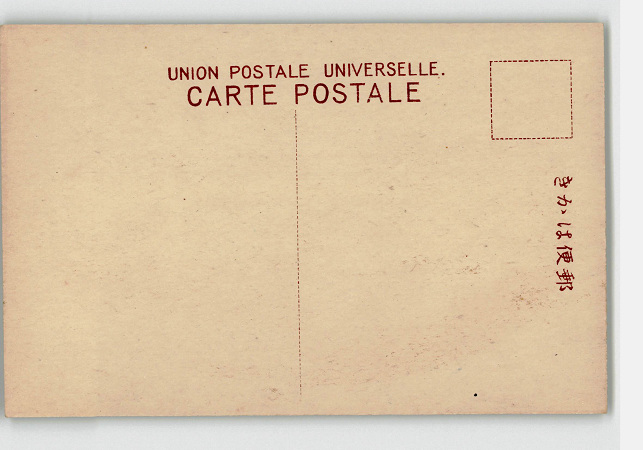 UNION POSTALE UNIVERSELLE.
CARTE POSTALE
きかは便郵